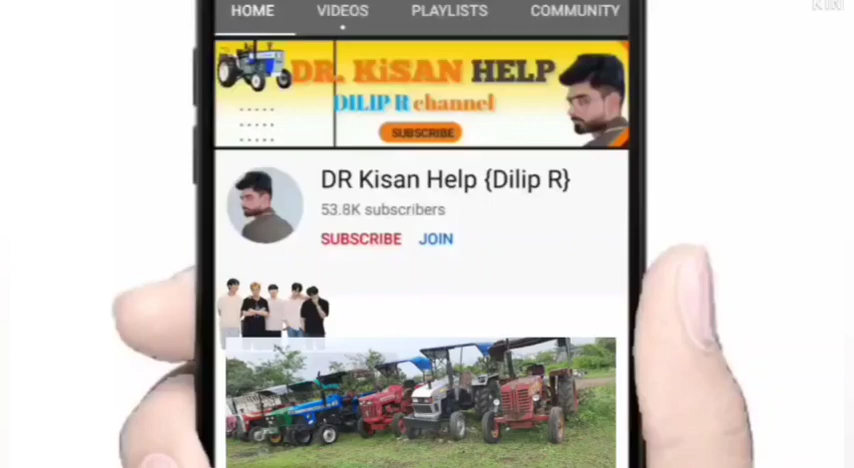 HOME VIDEOS PLAYLISTS COMMUNITY
DR. KiSAN HELP
DILIP R channel
SUBSCRIBE
DR Kisan Help {Dilip R}
53.8K subscribers
SUBSCRIBE JOIN